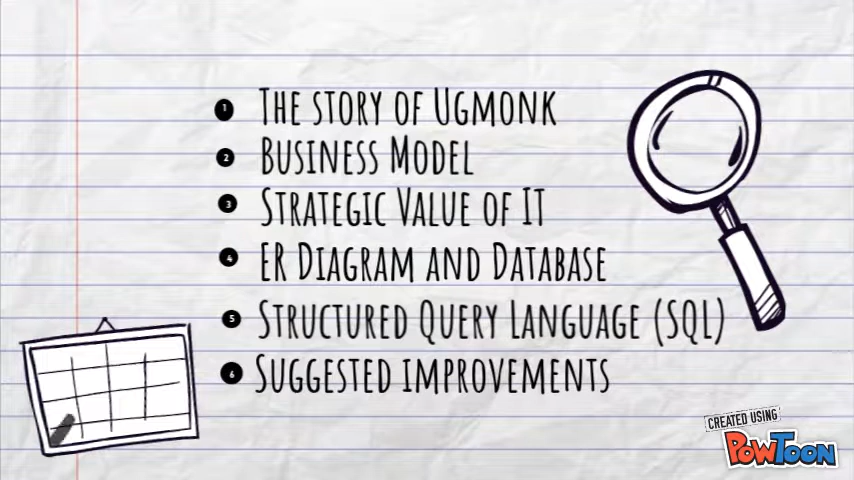 1 The story of Ugmonk
2 Business Model
3 Strategic Value of IT
4 ER Diagram and Database
5 Structured Query Language (SQL)
6 Suggested improvements
CREATED USING
POWTOON